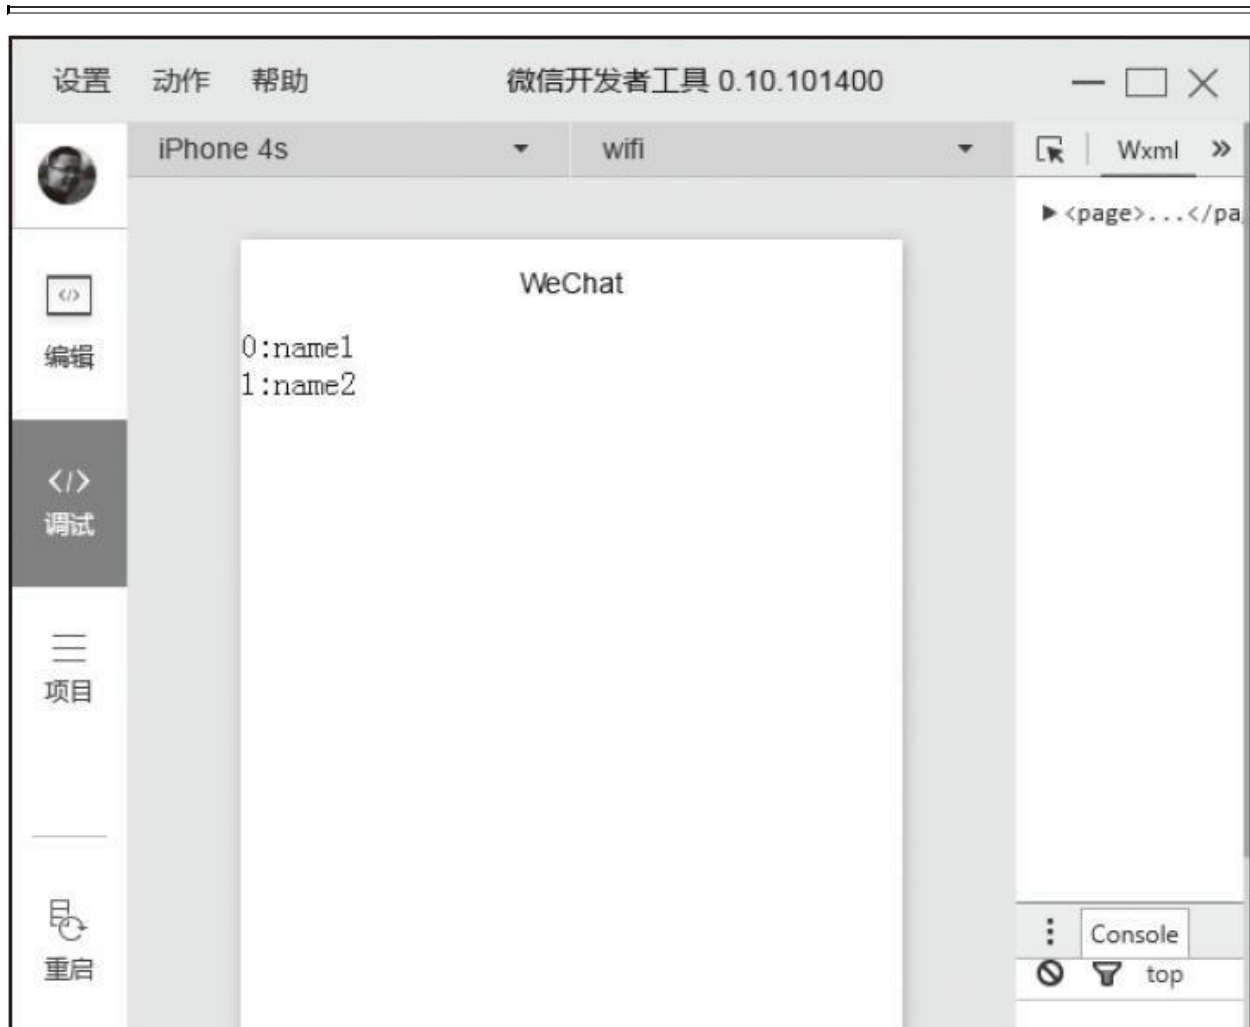 设置 动作 帮助 微信开发者工具 0.10.101400
iPhone 4s wifi Wxml »
<page>...</pa
WeChat
0:name1
1:name2
</>
编辑
</>
调试
项目
重启
Console
top